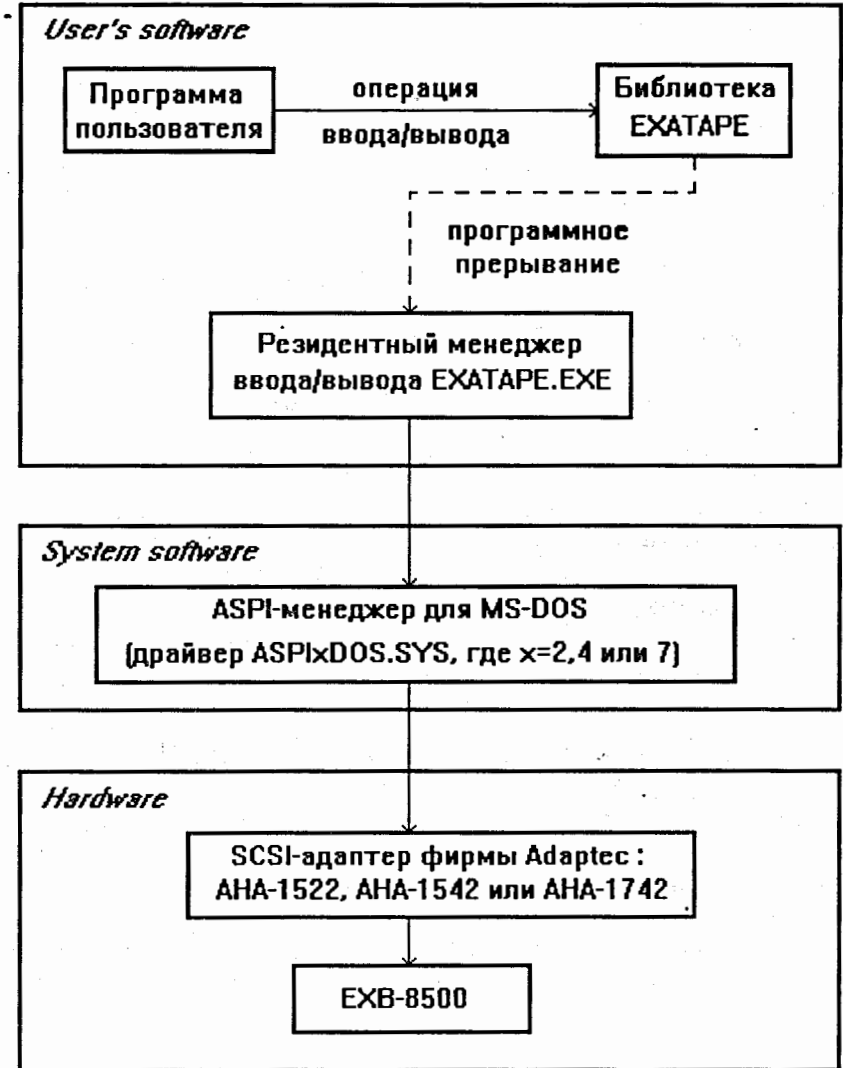 User's software
Программа
пользователя
операция
ввода/вывода
Библиотека
EXATAPE
программное
прерывание
Резидентный менеджер
ввода/вывода EXATAPE.EXE
System software
ASPI-менеджер для MS-DOS
(драйвер ASPIxDOS.SYS, где x=2,4 или 7)
Hardware
SCSI-адаптер фирмы Adaptec :
AHA-1522, AHA-1542 или AHA-1742
EXB-8500